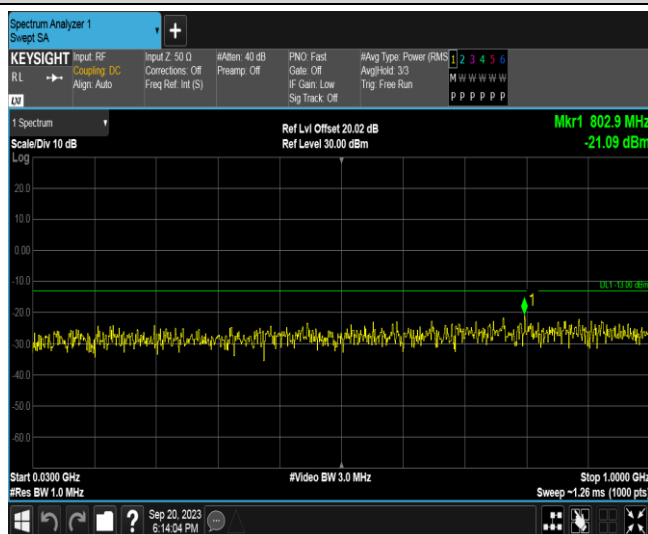 Spectrum Analyzer 1
Swept SA
+
KEYSIGHT
RL
LXI
Input: RF
Coupling: DC
Align: Auto
Input Z: 50 Ω
Corrections: Off
Freq Ref: Int (S)
#Atten: 40 dB
Preamp: Off
PNO: Fast
Gate: Off
IF Gain: Low
Sig Track: Off
#Avg Type: Power (RMS
Avg|Hold: 3/3
Trig: Free Run
1 2 3 4 5 6
M W W W W W
P P P P P P
1 Spectrum
Scale/Div 10 dB
Log
Ref Lvl Offset 20.02 dB
Ref Level 30.00 dBm
Mkr1 802.9 MHz
-21.09 dBm
20.0
10.0
0.00
-10.0
DL1 -13.00 dBm
1
-20.0
-30.0
-40.0
-50.0
-60.0
Start 0.0300 GHz
#Res BW 1.0 MHz
#Video BW 3.0 MHz
Stop 1.0000 GHz
Sweep ~1.26 ms (1000 pts)
?
Sep 20, 2023
6:14:04 PM